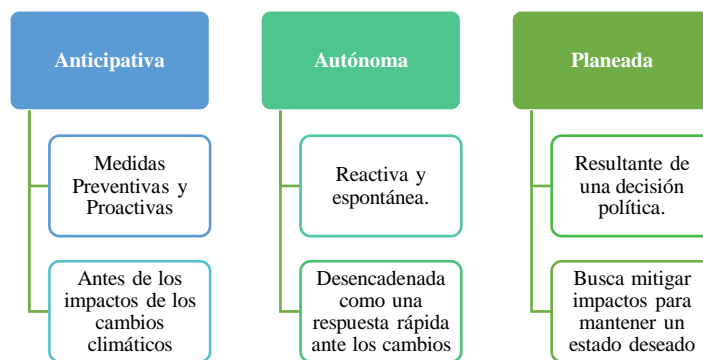 Anticipativa
Medidas
Preventivas y
Proactivas
Antes de los
impactos de los
cambios
climáticos
Autónoma
Reactiva y
espontánea.
Desencadenada
como una
respuesta rápida
ante los cambios
Planeada
Resultante de
una decisión
política.
Busca mitigar
impactos para
mantener un
estado deseado